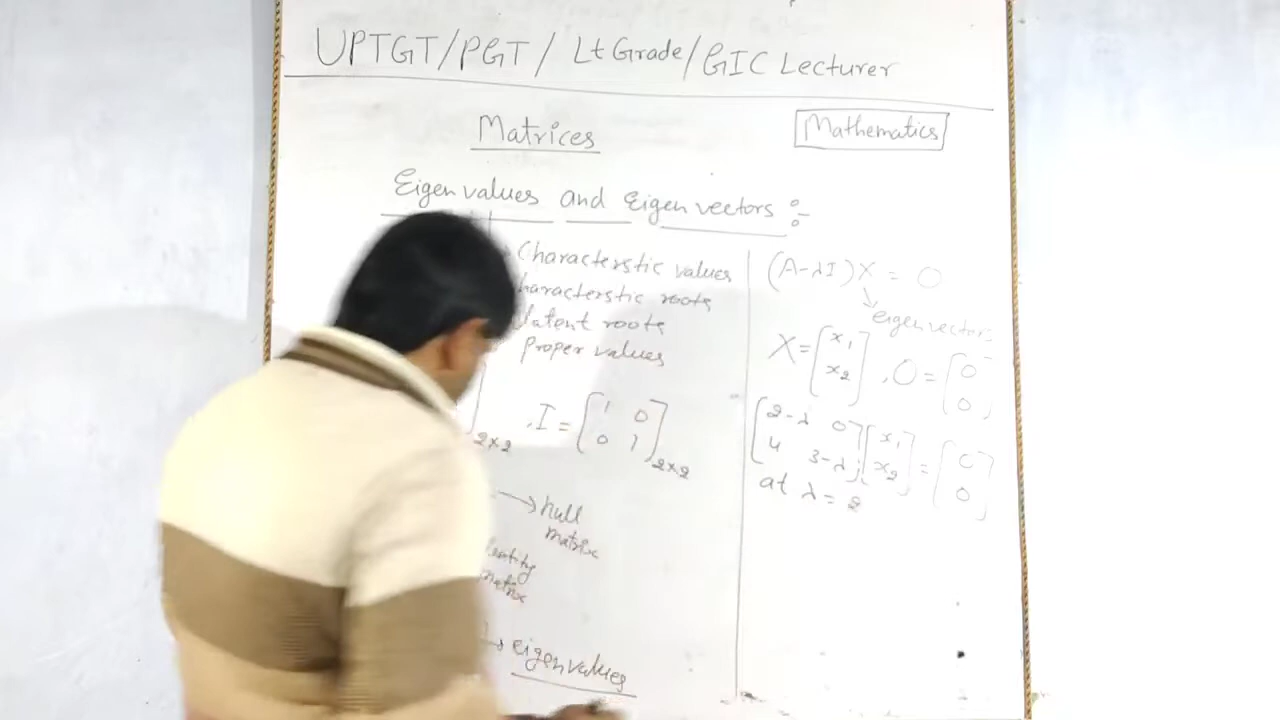 UPTGT/PGT/ Lt Grade/GIC Lecturer
Matrices
Mathematics
Eigen values and Eigen vectors :-
Characterstic values
haracterstic roots
latent roots
Proper values
]2×2 , I = [1 0
0 1]2×2
→ null
matrix
entity
matrix
→ eigen values
(A-λI)X = 0
eigen vectors
X = [x1
x2] , O = [0
0]
[2-λ 0
4 3-λ] [x1
x2] = [0
0]
at λ = 2